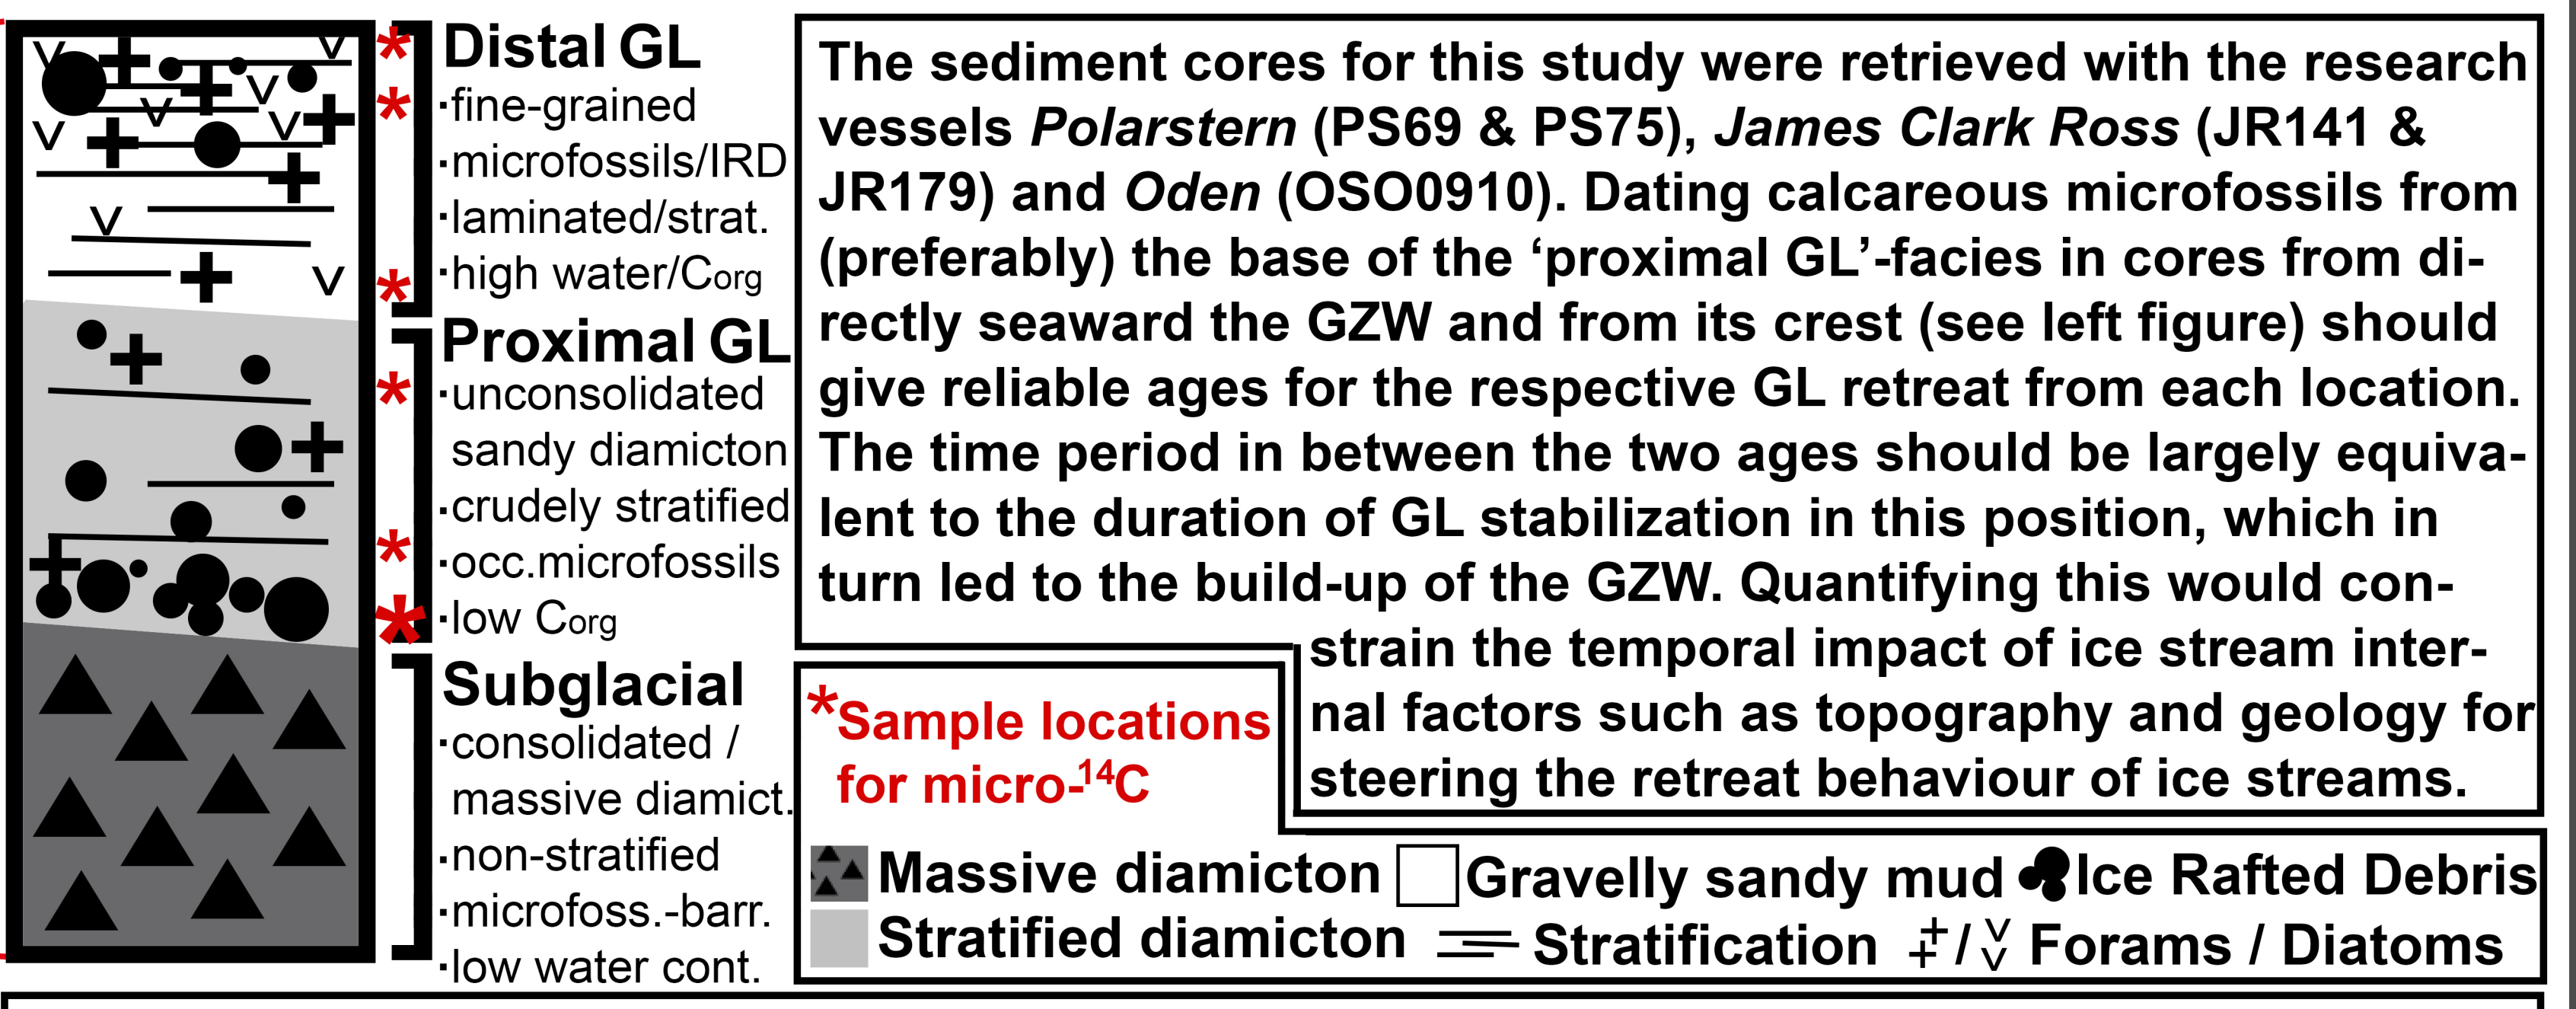 Distal GL
·fine-grained
·microfossils/IRD
·laminated/strat.
·high water/Corg
Proximal GL
·unconsolidated
sandy diamicton
·crudely stratified
·occ.microfossils
·low Corg
Subglacial
·consolidated /
massive diamict.
·non-stratified
·microfoss.-barr.
·low water cont.
The sediment cores for this study were retrieved with the research
vessels Polarstern (PS69 & PS75), James Clark Ross (JR141 &
JR179) and Oden (OSO0910). Dating calcareous microfossils from
(preferably) the base of the ‘proximal GL’-facies in cores from di-
rectly seaward the GZW and from its crest (see left figure) should
give reliable ages for the respective GL retreat from each location.
The time period in between the two ages should be largely equiva-
lent to the duration of GL stabilization in this position, which in
turn led to the build-up of the GZW. Quantifying this would con-
strain the temporal impact of ice stream inter-
nal factors such as topography and geology for
steering the retreat behaviour of ice streams.
*Sample locations
for micro-¹⁴C
Massive diamicton
Gravelly sandy mud
Ice Rafted Debris
Stratified diamicton
Stratification
+/v Forams / Diatoms